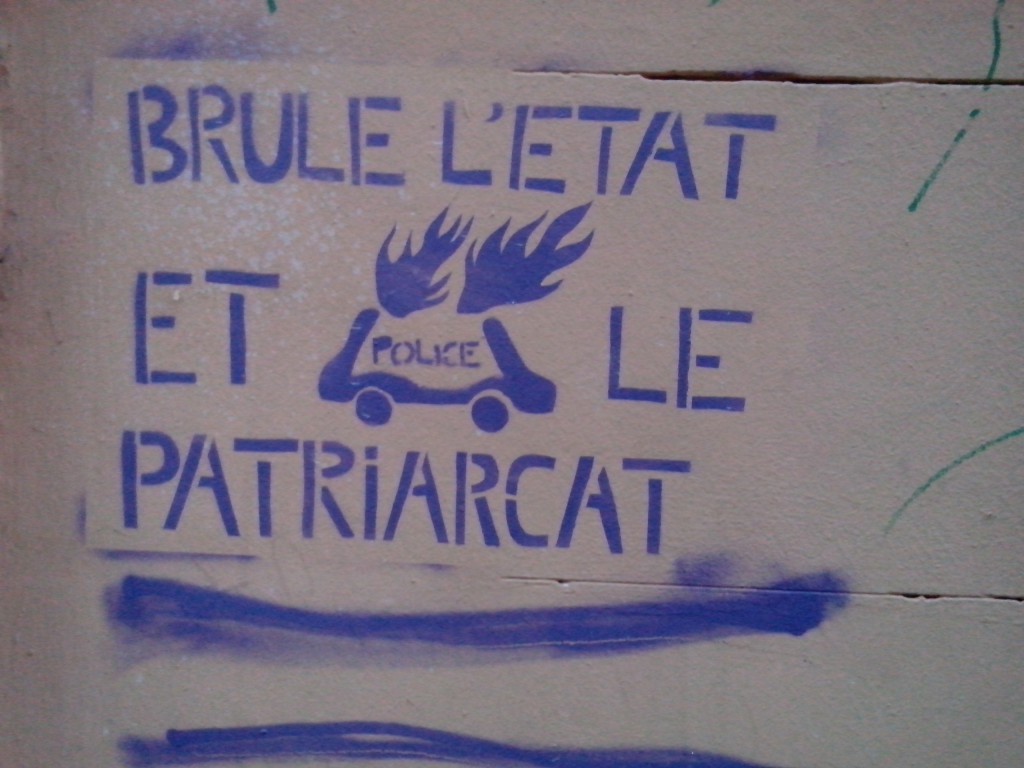 BRULE L'ETAT
ET POLICE LE
PATRiARCAT